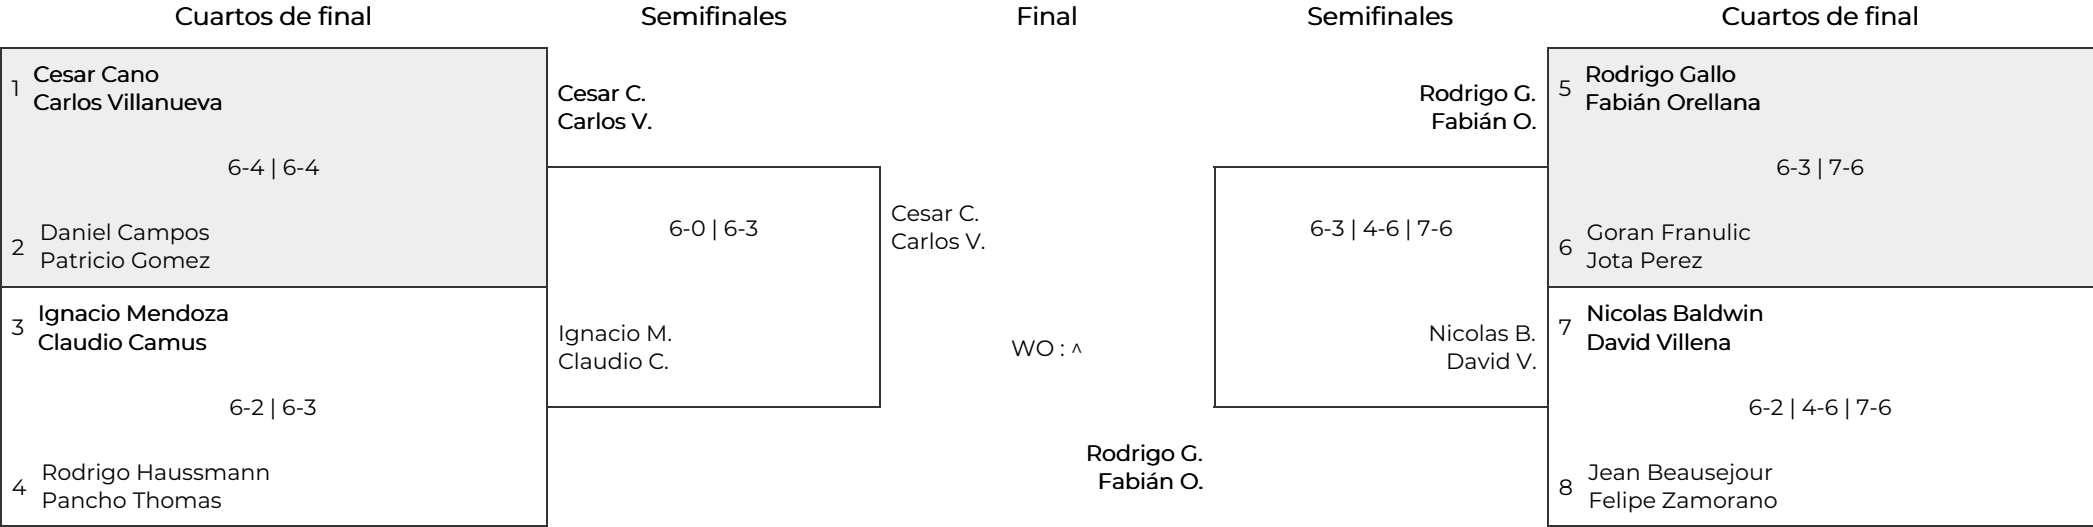 Cuartos de final
Semifinales
Final
Semifinales
Cuartos de final
1
Cesar Cano
Carlos Villanueva
6-4 | 6-4
2
Daniel Campos
Patricio Gomez
3
Ignacio Mendoza
Claudio Camus
6-2 | 6-3
4
Rodrigo Haussmann
Pancho Thomas
Cesar C.
Carlos V.
6-0 | 6-3
Ignacio M.
Claudio C.
Cesar C.
Carlos V.
WO : ^
Rodrigo G.
Fabián O.
Rodrigo G.
Fabián O.
6-3 | 4-6 | 7-6
Nicolas B.
David V.
5
Rodrigo Gallo
Fabián Orellana
6-3 | 7-6
6
Goran Franulic
Jota Perez
7
Nicolas Baldwin
David Villena
6-2 | 4-6 | 7-6
8
Jean Beausejour
Felipe Zamorano